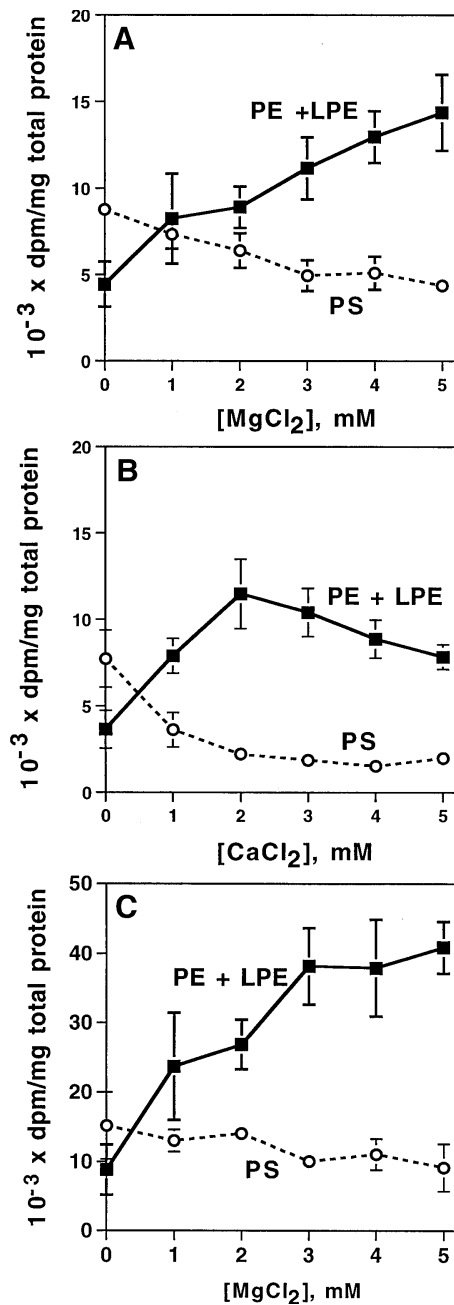 A
20
15
10
5
0
PE +LPE
PS
10⁻³ x dpm/mg total protein
0 1 2 3 4 5
[MgCl₂], mM
B
20
15
10
5
0
PE + LPE
PS
10⁻³ x dpm/mg total protein
0 1 2 3 4 5
[CaCl₂], mM
C
50
40
30
20
10
0
PE + LPE
PS
10⁻³ x dpm/mg total protein
0 1 2 3 4 5
[MgCl₂], mM